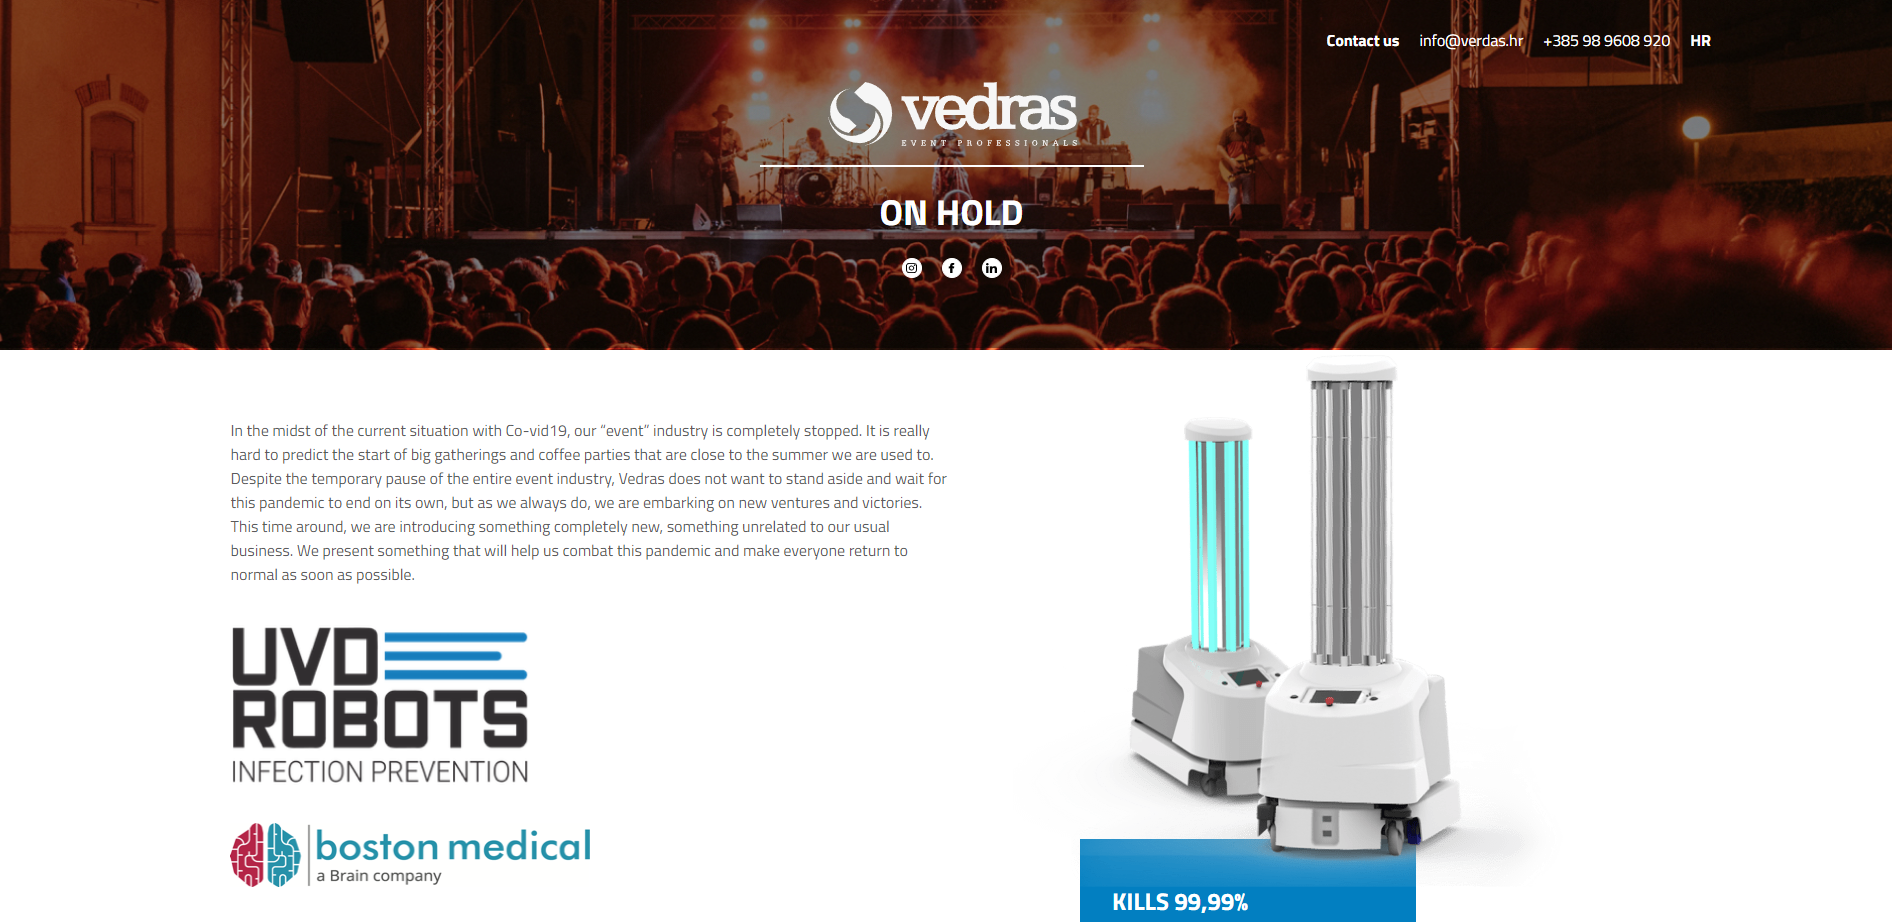 Contact us info@verdas.hr +385 98 9608 920 HR
vedras
EVENT PROFESSIONALS
ON HOLD
In the midst of the current situation with Co-vid19, our “event” industry is completely stopped. It is really
hard to predict the start of big gatherings and coffee parties that are close to the summer we are used to.
Despite the temporary pause of the entire event industry, Vedras does not want to stand aside and wait for
this pandemic to end on its own, but as we always do, we are embarking on new ventures and victories.
This time around, we are introducing something completely new, something unrelated to our usual
business. We present something that will help us combat this pandemic and make everyone return to
normal as soon as possible.
UVD
ROBOTS
INFECTION PREVENTION
boston medical
a Brain company
KILLS 99,99%